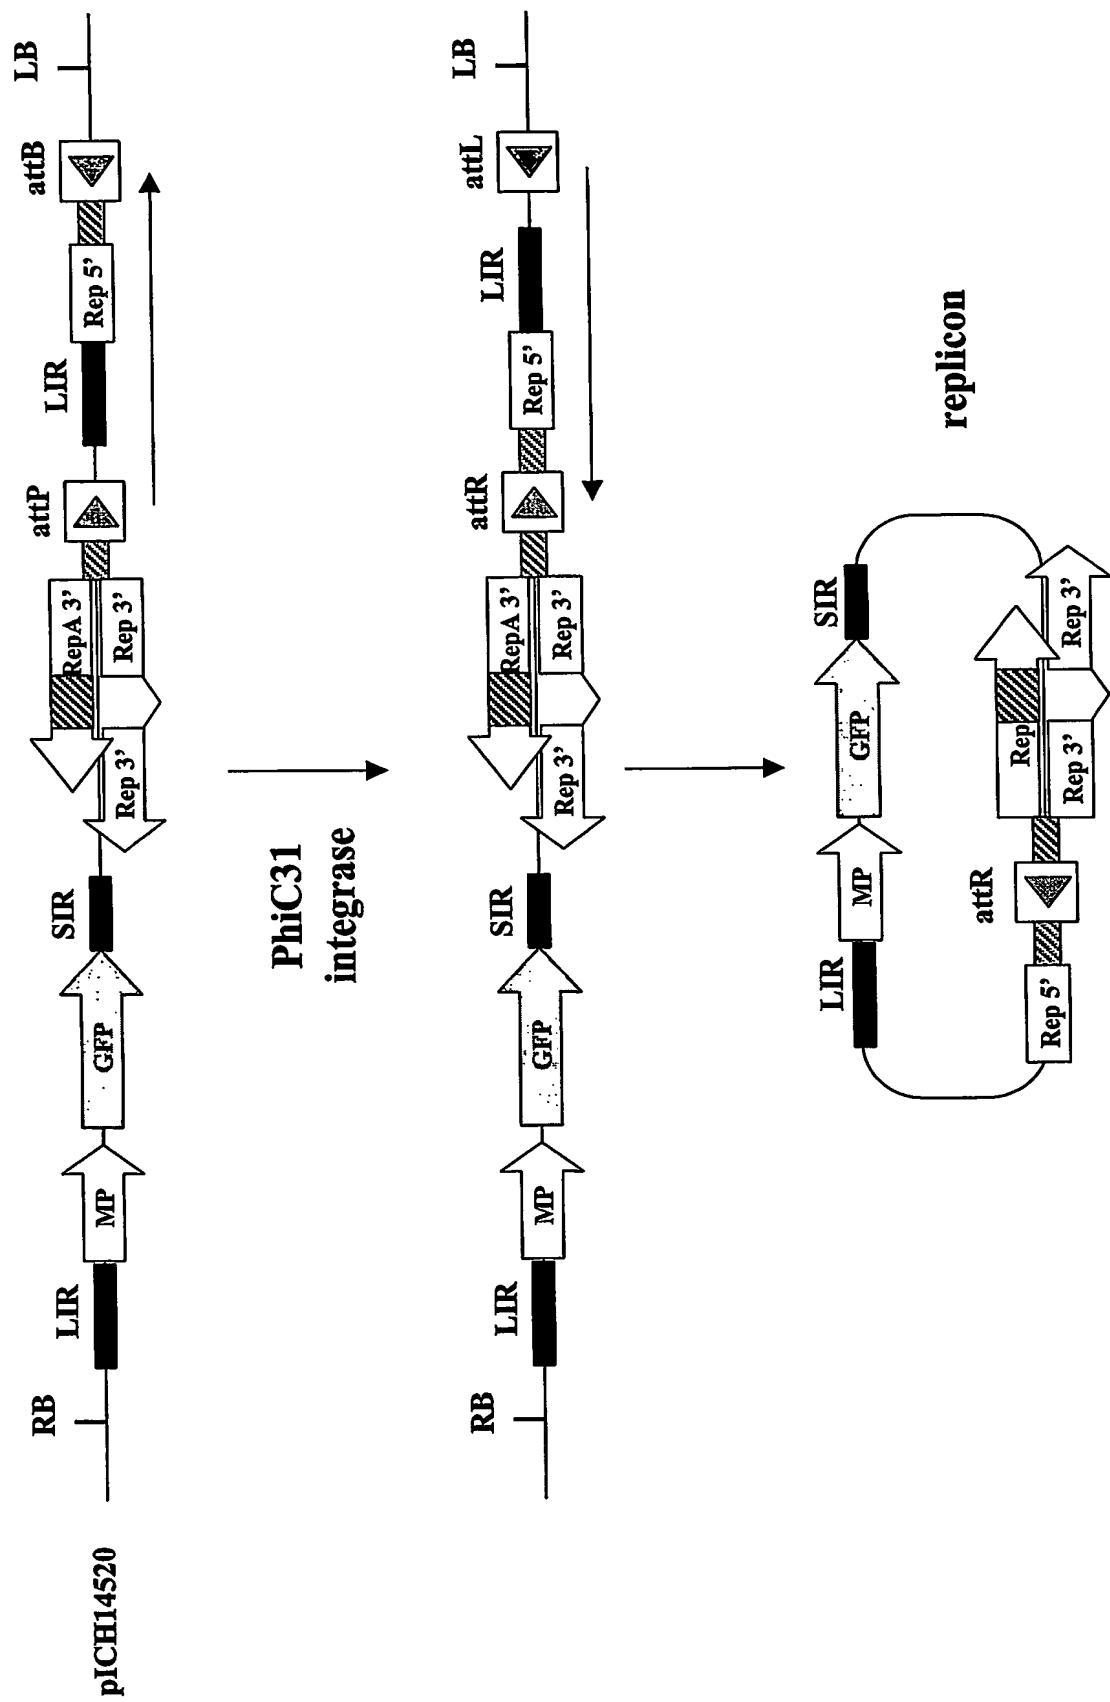 pICH14520
RB
LIR
MP
GFP
SIR
Rep 3’
RepA 3’
Rep 3’
attP
LIR
Rep 5’
attB
LB
PhiC31
integrase
RB
LIR
MP
GFP
SIR
Rep 3’
RepA 3’
Rep 3’
attR
Rep 5’
LIR
attL
LB
LIR
MP
GFP
SIR
replicon
Rep 5’
attR
Rep
Rep 3’
Rep 3’